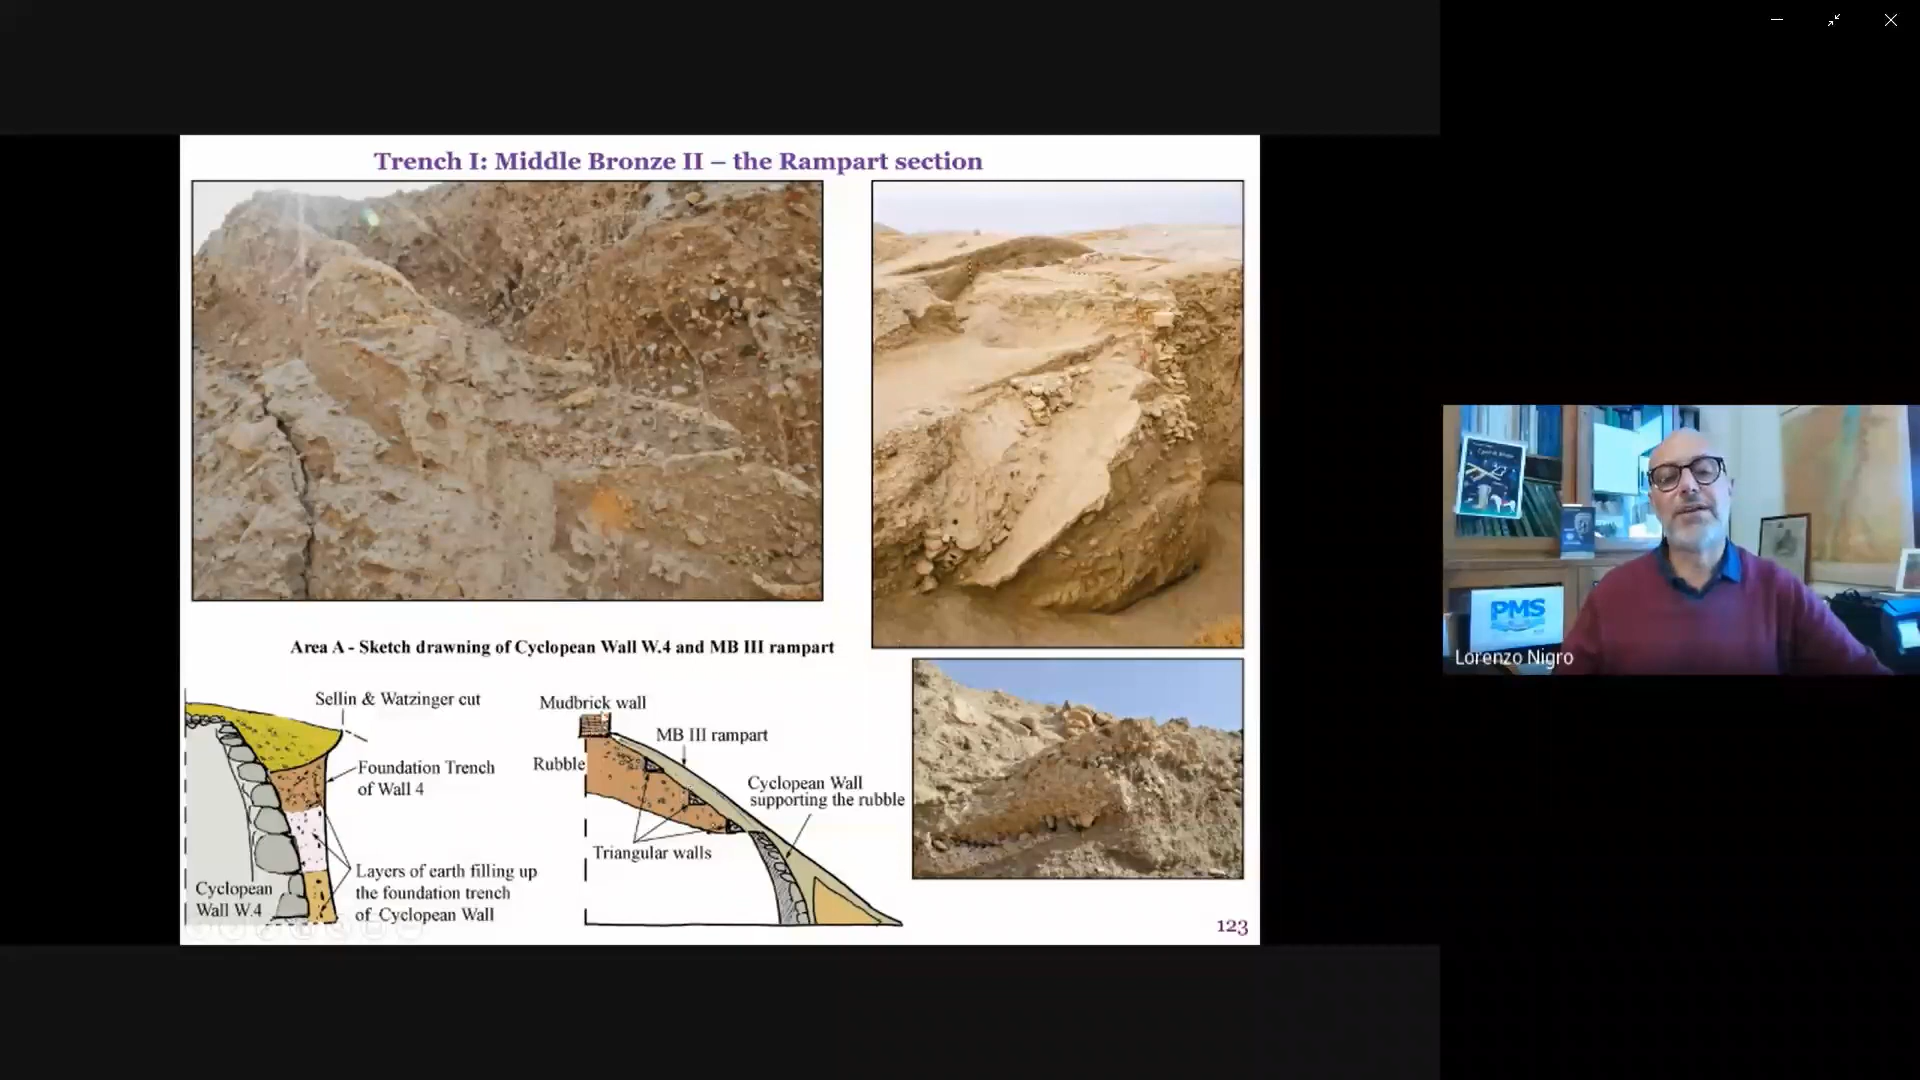 Trench I: Middle Bronze II – the Rampart section
Area A - Sketch drawning of Cyclopean Wall W.4 and MB III rampart
Sellin & Watzinger cut
Foundation Trench
of Wall 4
Layers of earth filling up
the foundation trench
of Cyclopean Wall
Cyclopean
Wall W.4
Mudbrick wall
MB III rampart
Rubble
Cyclopean Wall
supporting the rubble
Triangular walls
123
PMS
Lorenzo Nigro